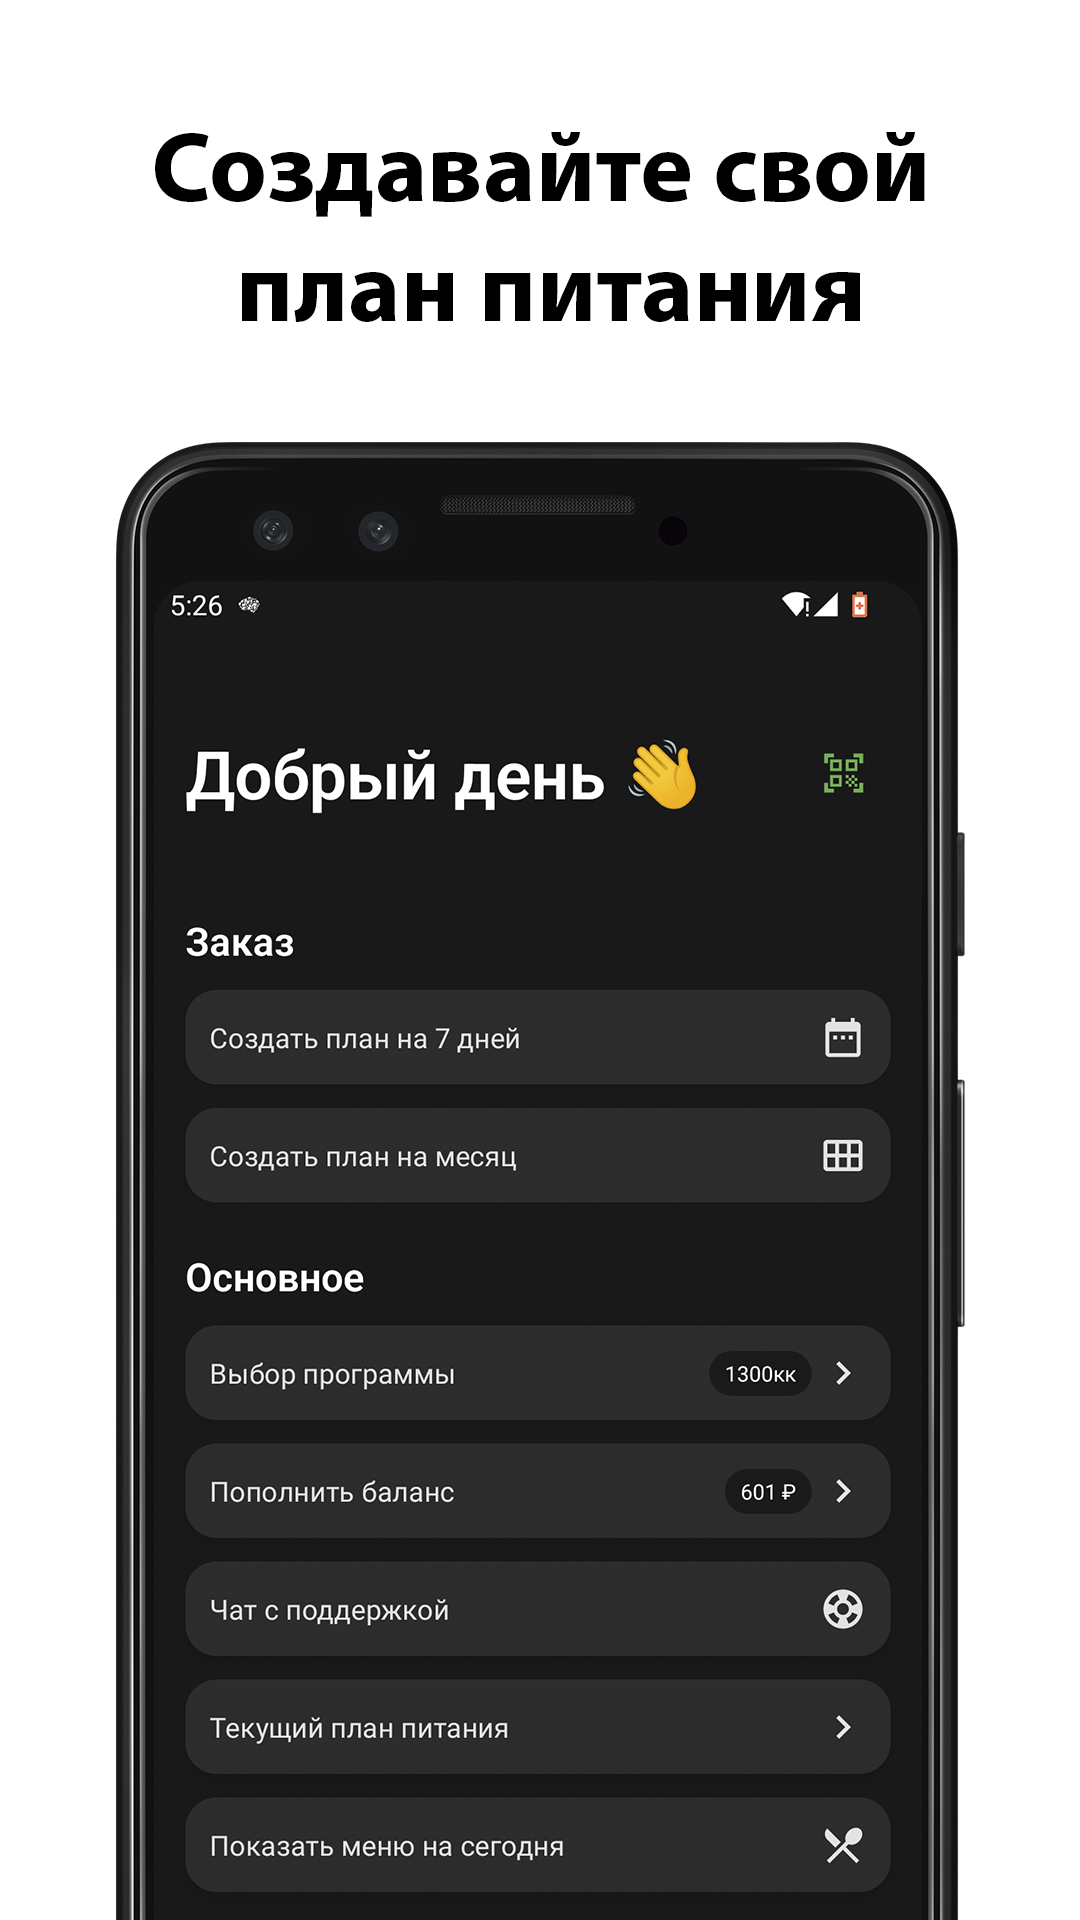 Создавайте свой
план питания
5:26
Добрый день 👋
Заказ
Создать план на 7 дней
Создать план на месяц
Основное
Выбор программы 1300кк
Пополнить баланс 601 ₽
Чат с поддержкой
Текущий план питания
Показать меню на сегодня